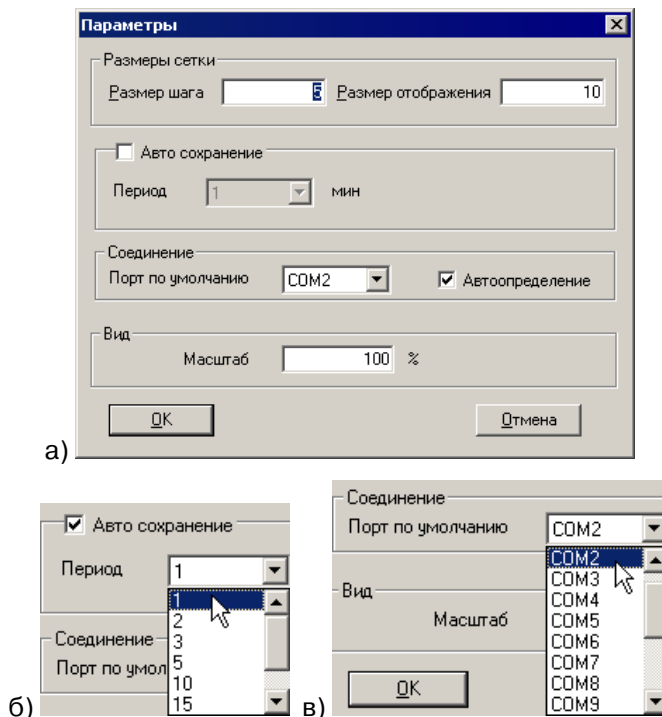 Параметры
Размеры сетки
Размер шага 5 Размер отображения 10
Авто сохранение
Период 1 мин
Соединение
Порт по умолчанию COM2 Автоопределение
Вид
Масштаб 100 %
OK Отмена
а)
Авто сохранение
Период 1
1
2
Соединение 3
Порт по умол 5
10
15
б)
Соединение
Порт по умолчанию COM2
COM2
COM3
Вид COM4
Масштаб COM5
COM6
COM7
OK COM8
COM9
в)